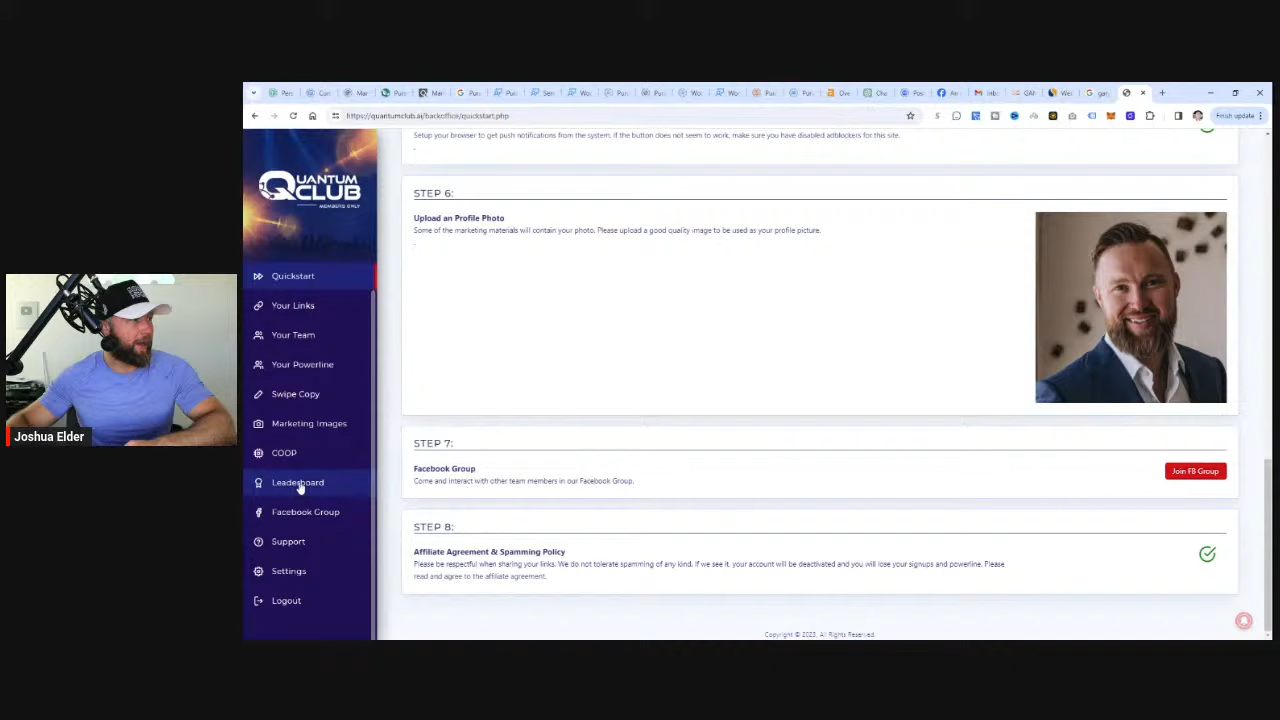 Finish update
https://quantumclub.ai/backoffice/quickstart.php
QUANTUM
CLUB
MEMBERS ONLY
Quickstart
Your Links
Your Team
Your Powerline
Swipe Copy
Marketing Images
COOP
Leaderboard
Facebook Group
Support
Settings
Logout
Setup your browser to get push notifications from the system. If the button does not seem to work, make sure you have disabled adblockers for this site.
STEP 6:
Upload an Profile Photo
Some of the marketing materials will contain your photo. Please upload a good quality image to be used as your profile picture.
STEP 7:
Facebook Group
Come and interact with other team members in our Facebook Group.
Join FB Group
STEP 8:
Affiliate Agreement & Spamming Policy
Please be respectful when sharing your links. We do not tolerate spamming of any kind. If we see it, your account will be deactivated and you will lose your signups and powerline. Please
read and agree to the affiliate agreement.
Copyright © 2023, All Rights Reserved.
Joshua Elder